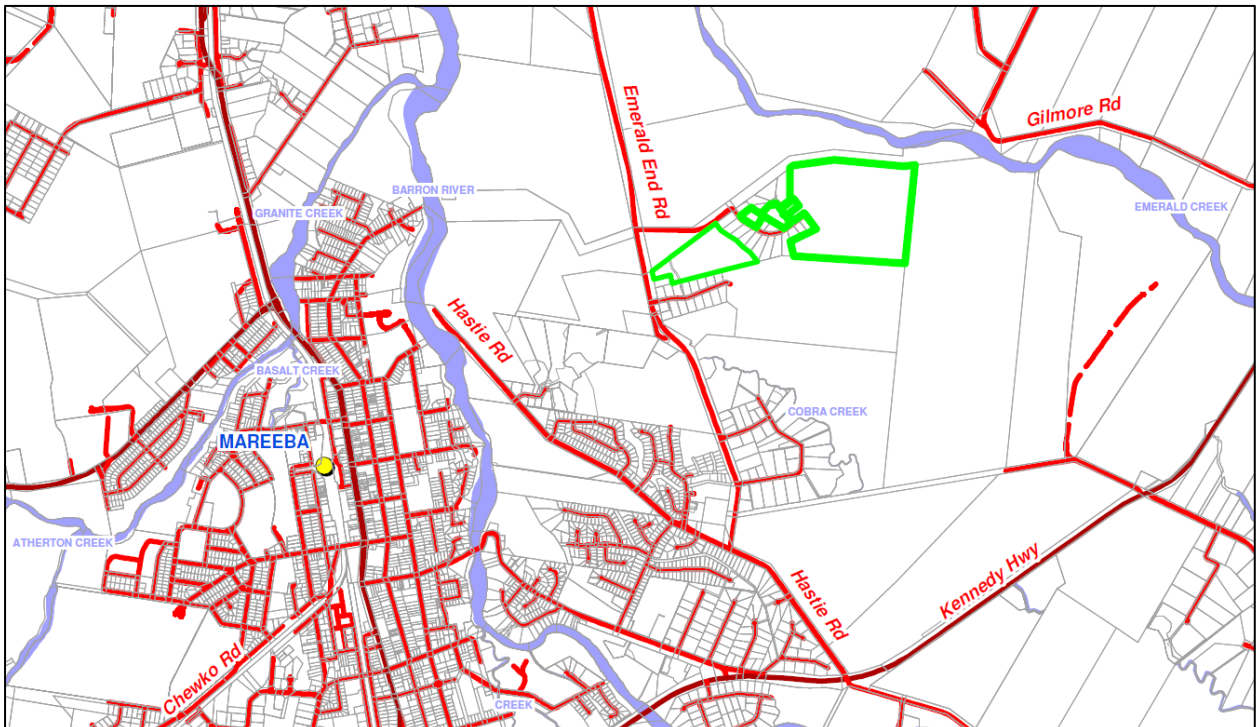 Emerald End Rd
Gilmore Rd
BARRON RIVER
GRANITE CREEK
EMERALD CREEK
Hastie Rd
BASALT CREEK
COBRA CREEK
MAREEBA
ATHERTON CREEK
Kennedy Hwy
Hastie Rd
Chewko Rd
CREEK